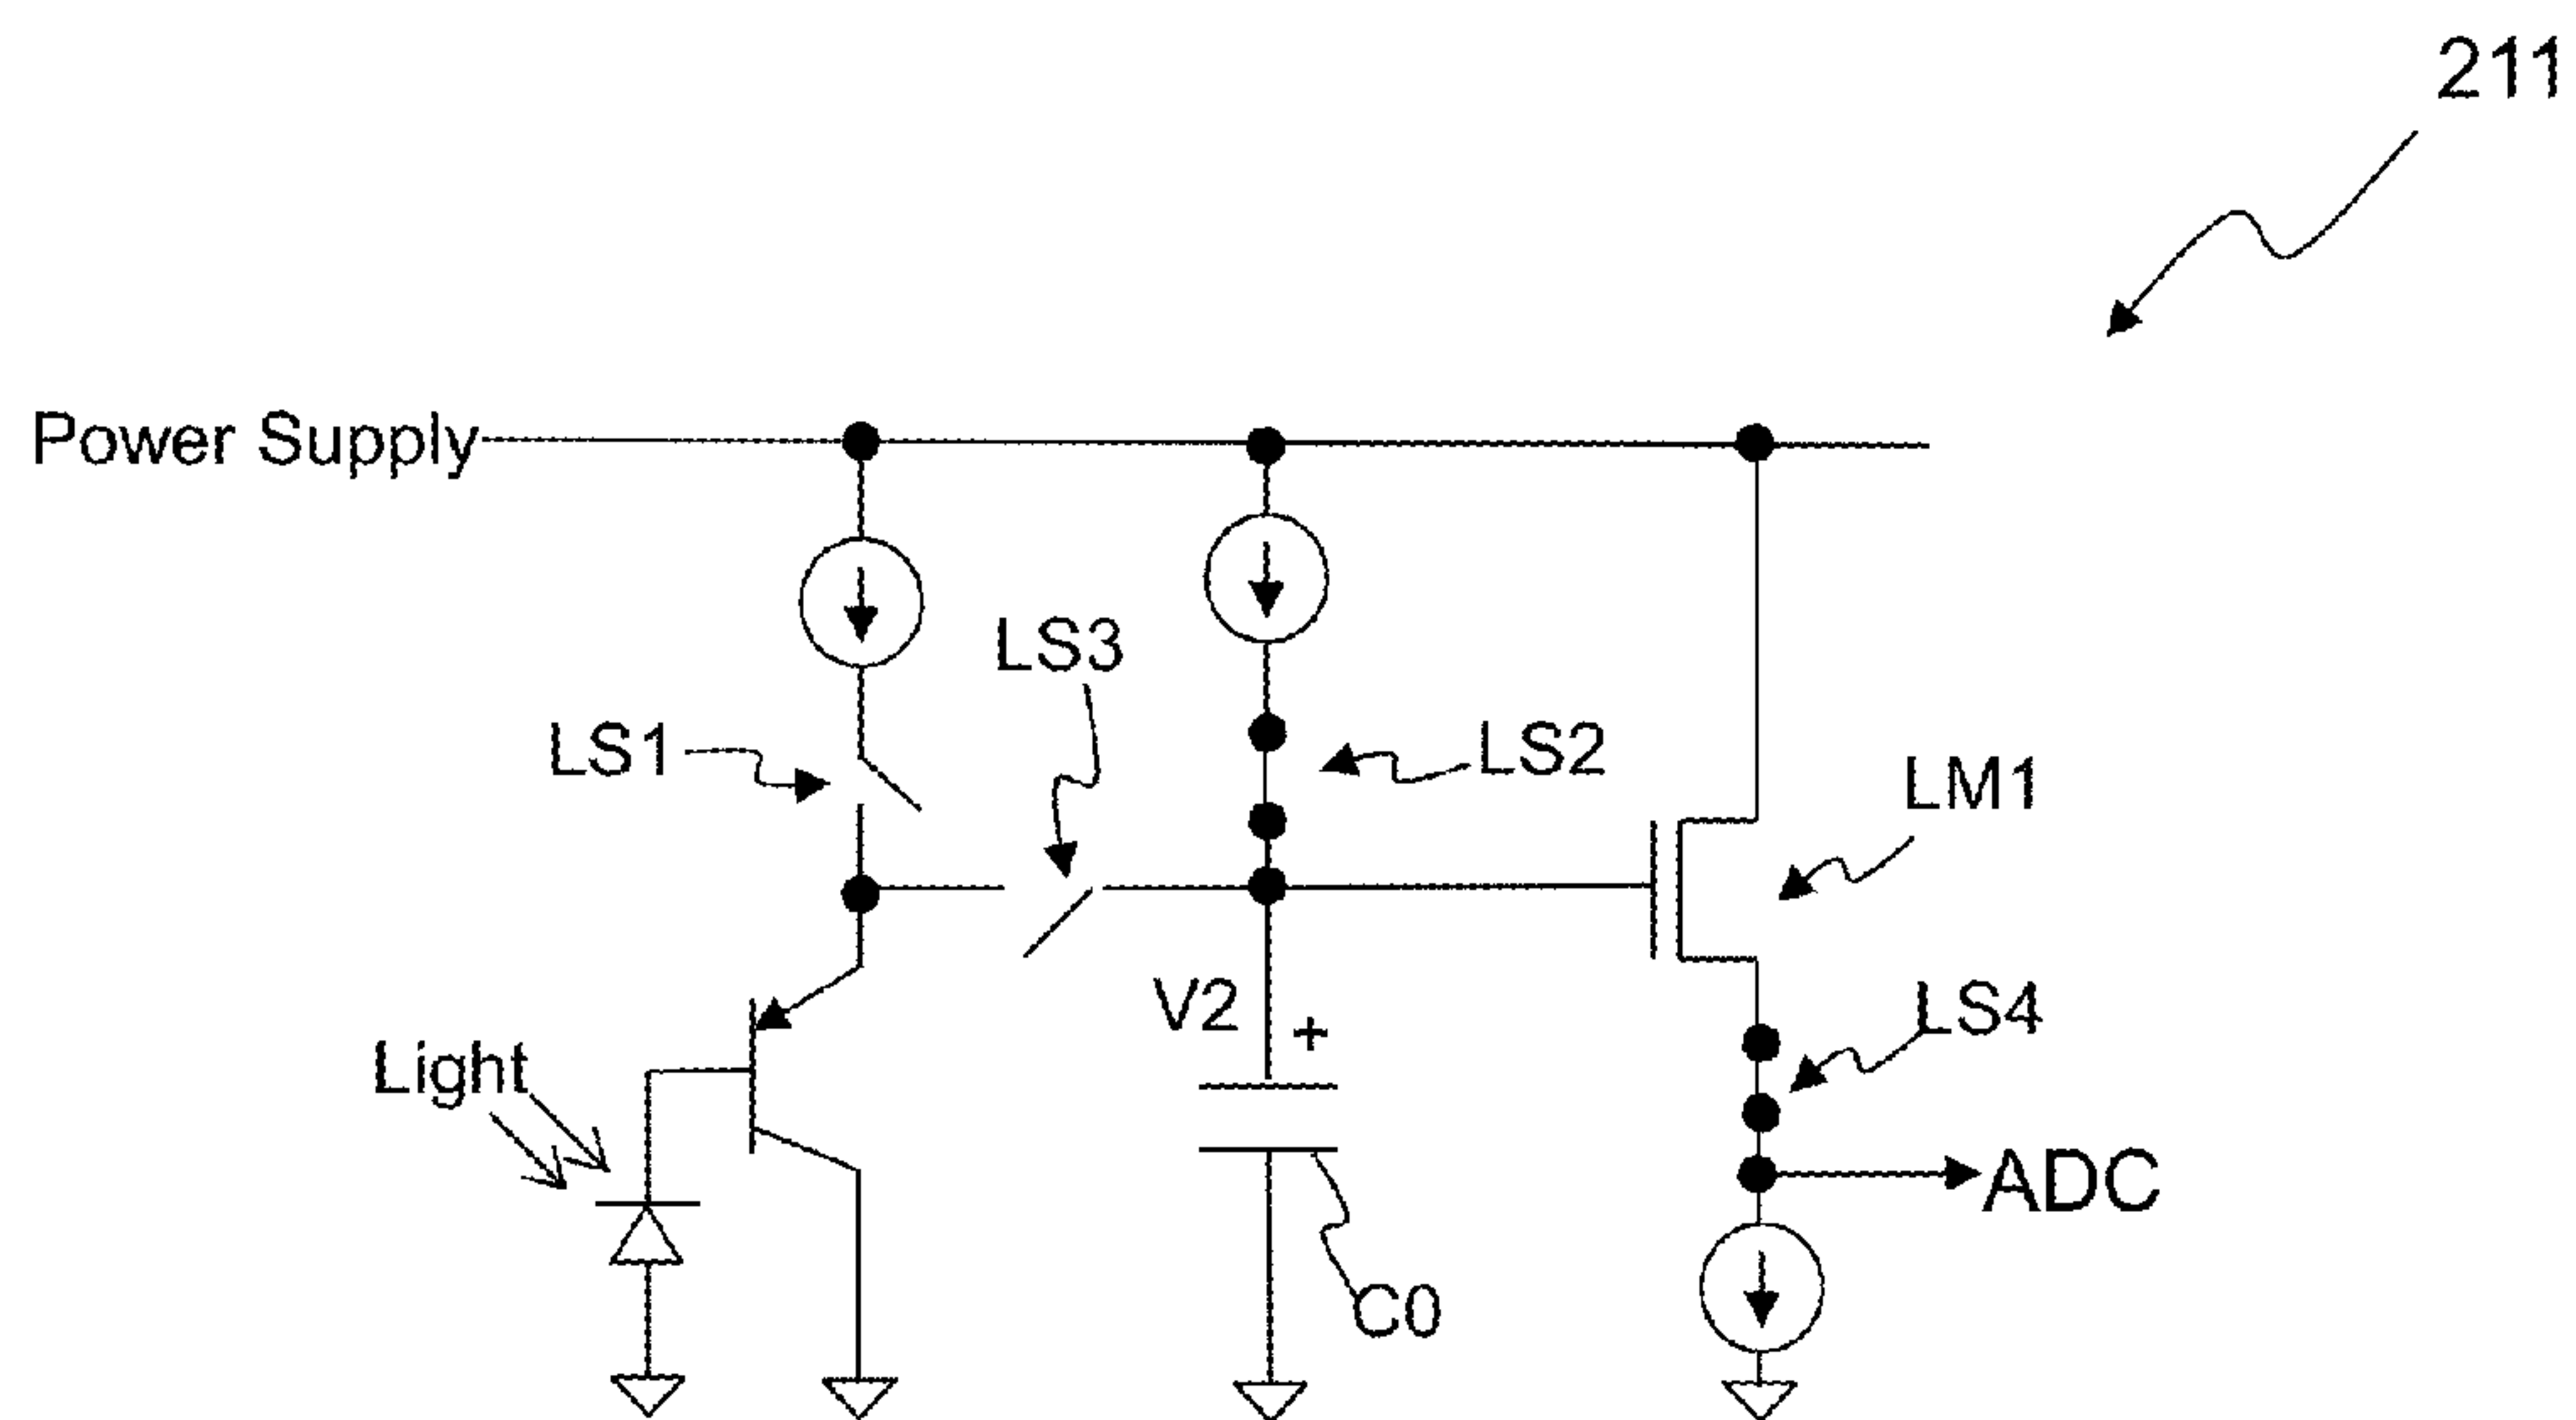 211
Power Supply
LS3
LS1
LS2
LM1
V2
+
LS4
Light
ADC
C0